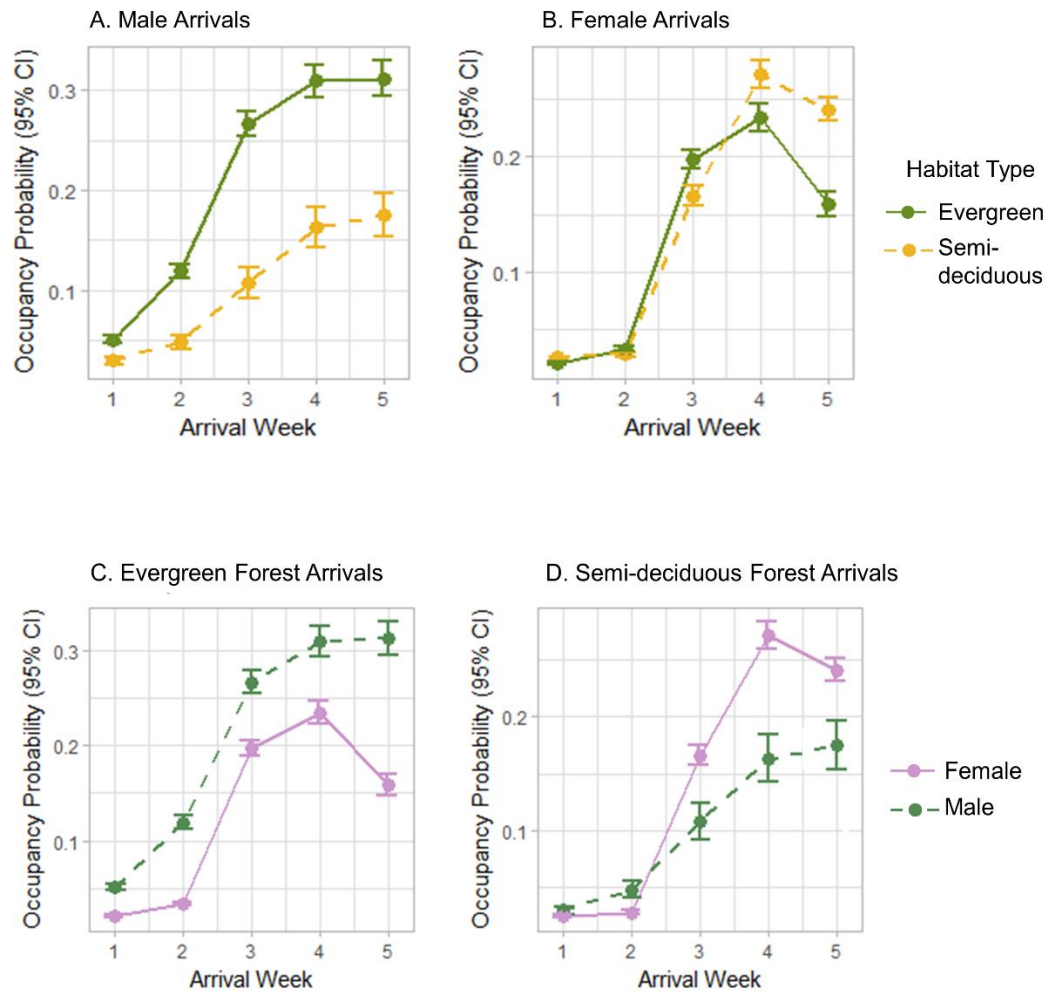 A. Male Arrivals
Occupancy Probability (95% CI)
0.3
0.2
0.1
1 2 3 4 5
Arrival Week
B. Female Arrivals
Occupancy Probability (95% CI)
0.2
0.1
1 2 3 4 5
Arrival Week
Habitat Type
Evergreen
Semi-
deciduous
C. Evergreen Forest Arrivals
Occupancy Probability (95% CI)
0.3
0.2
0.1
1 2 3 4 5
Arrival Week
D. Semi-deciduous Forest Arrivals
Occupancy Probability (95% CI)
0.2
0.1
1 2 3 4 5
Arrival Week
Female
Male